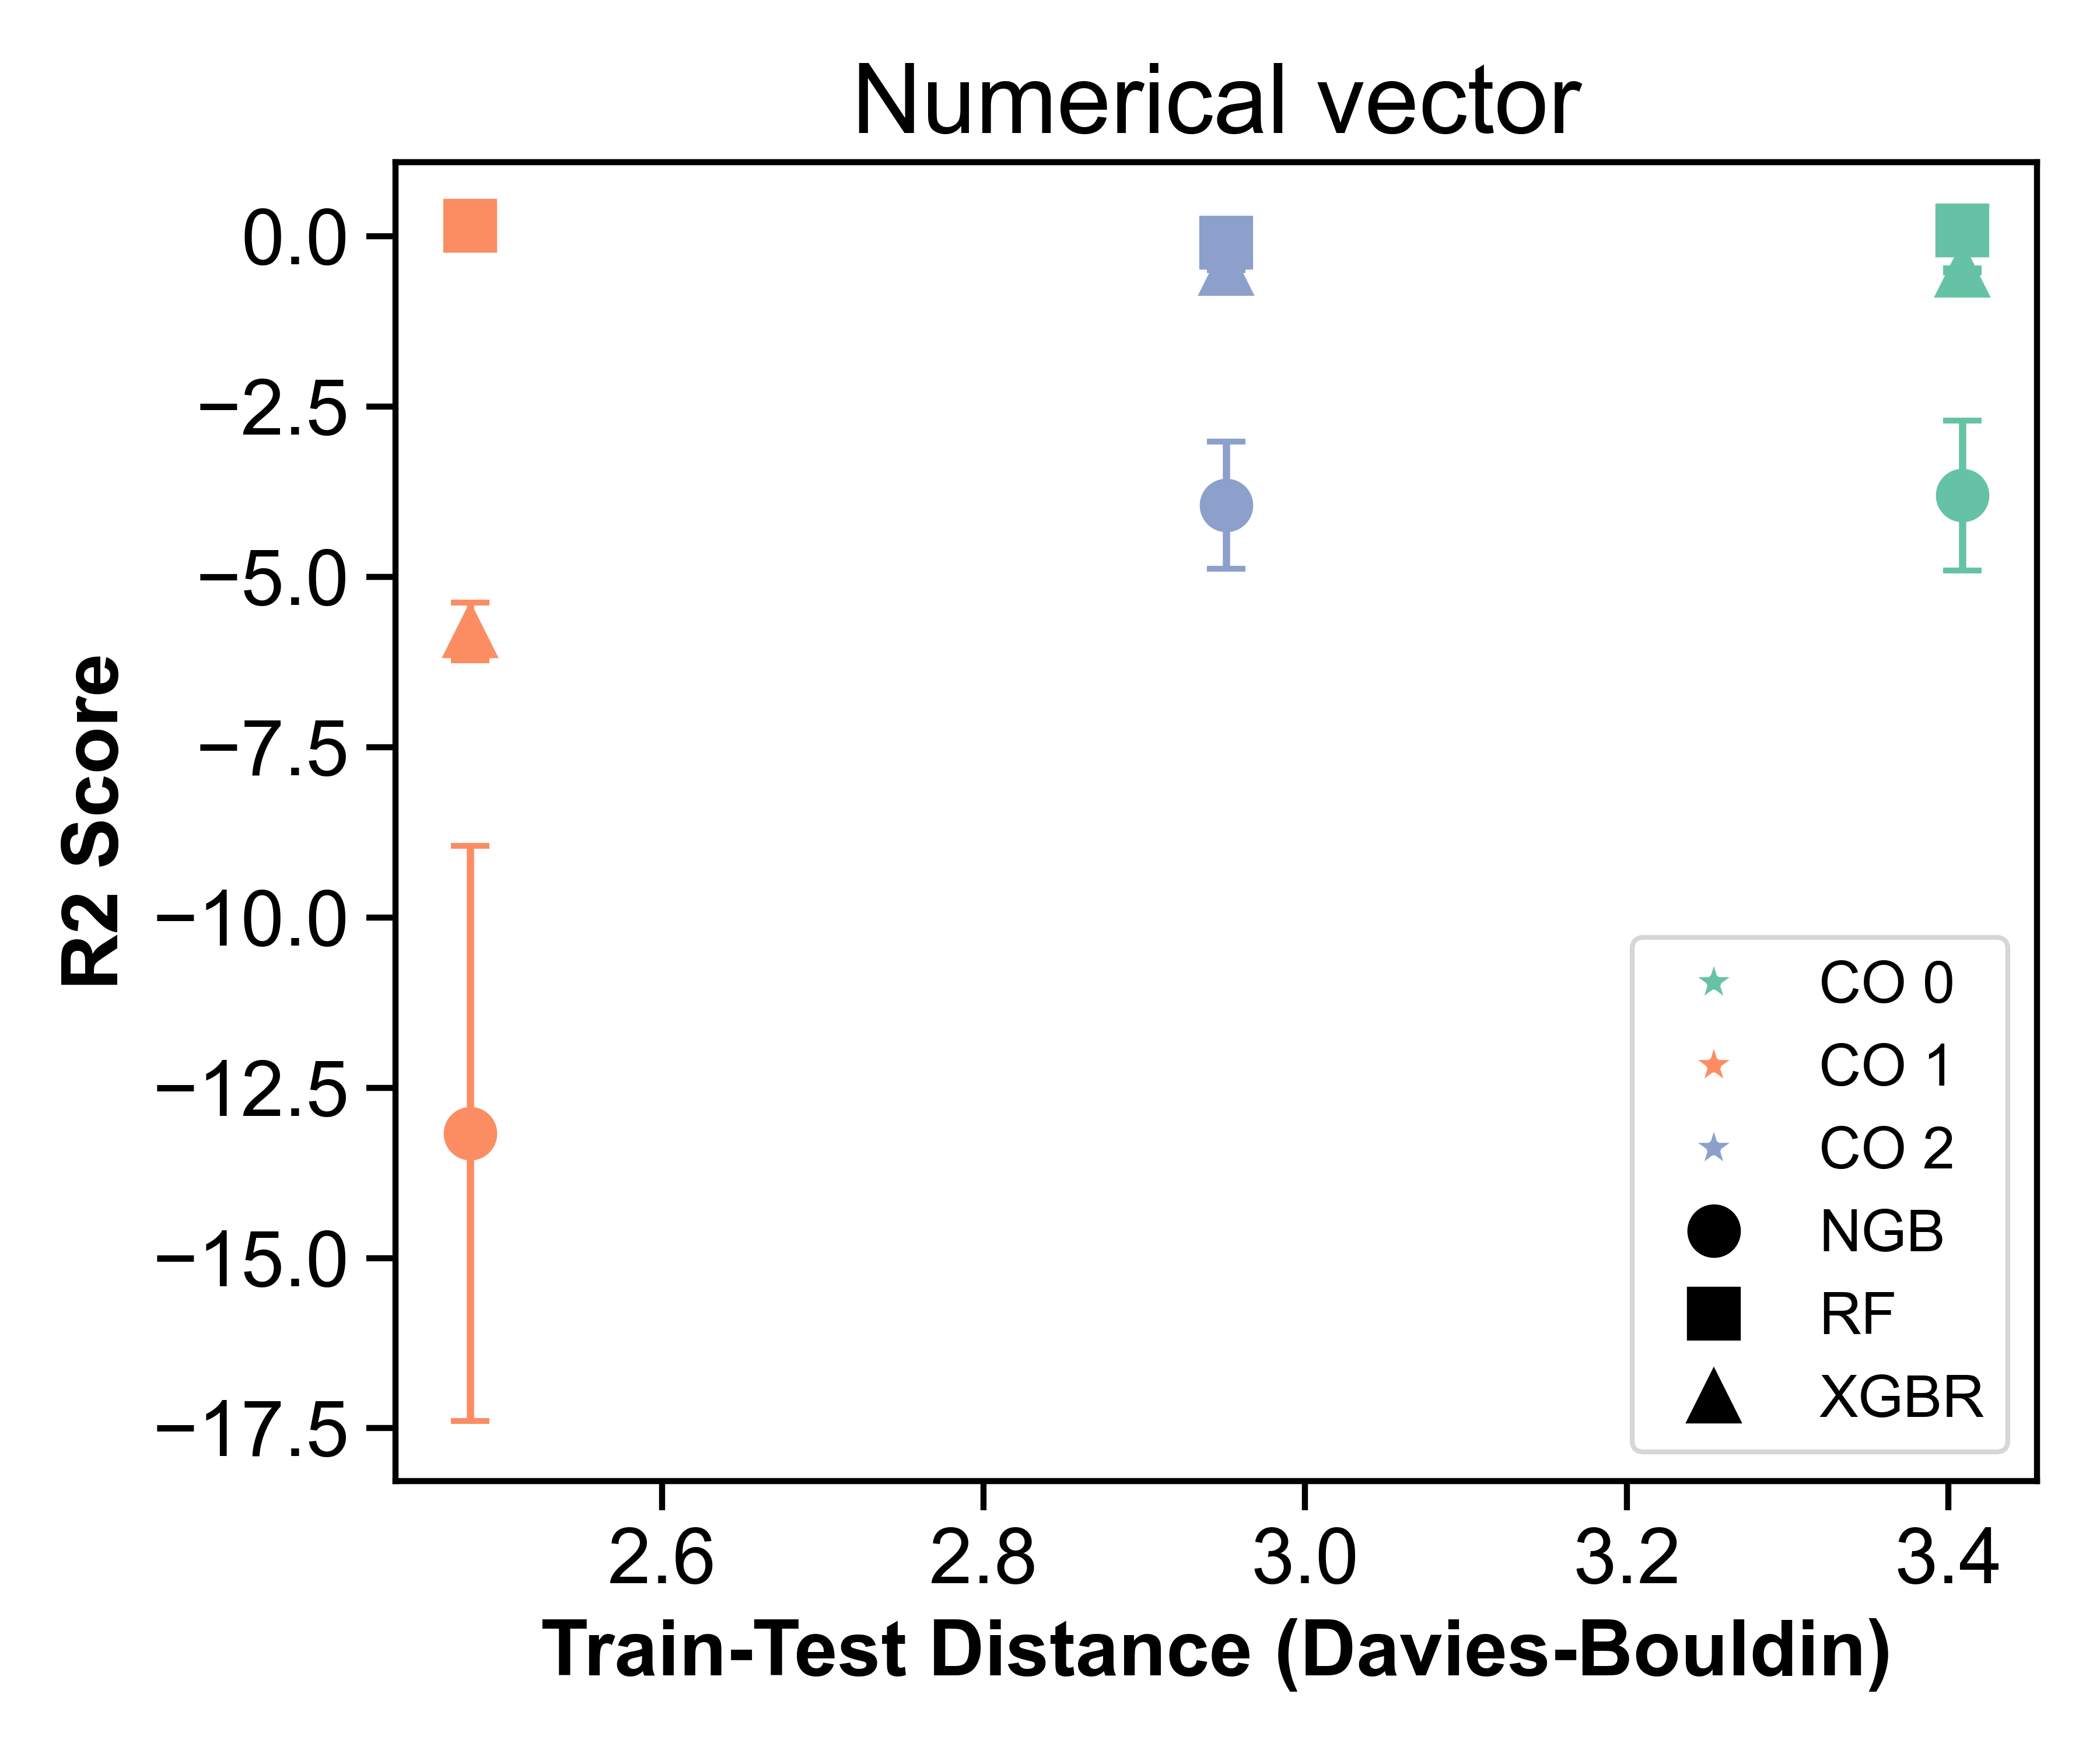 Numerical vector
0.0
−2.5
−5.0
−7.5
−10.0
−12.5
−15.0
−17.5
R2 Score
CO 0
CO 1
CO 2
NGB
RF
XGBR
2.6 2.8 3.0 3.2 3.4
Train-Test Distance (Davies-Bouldin)